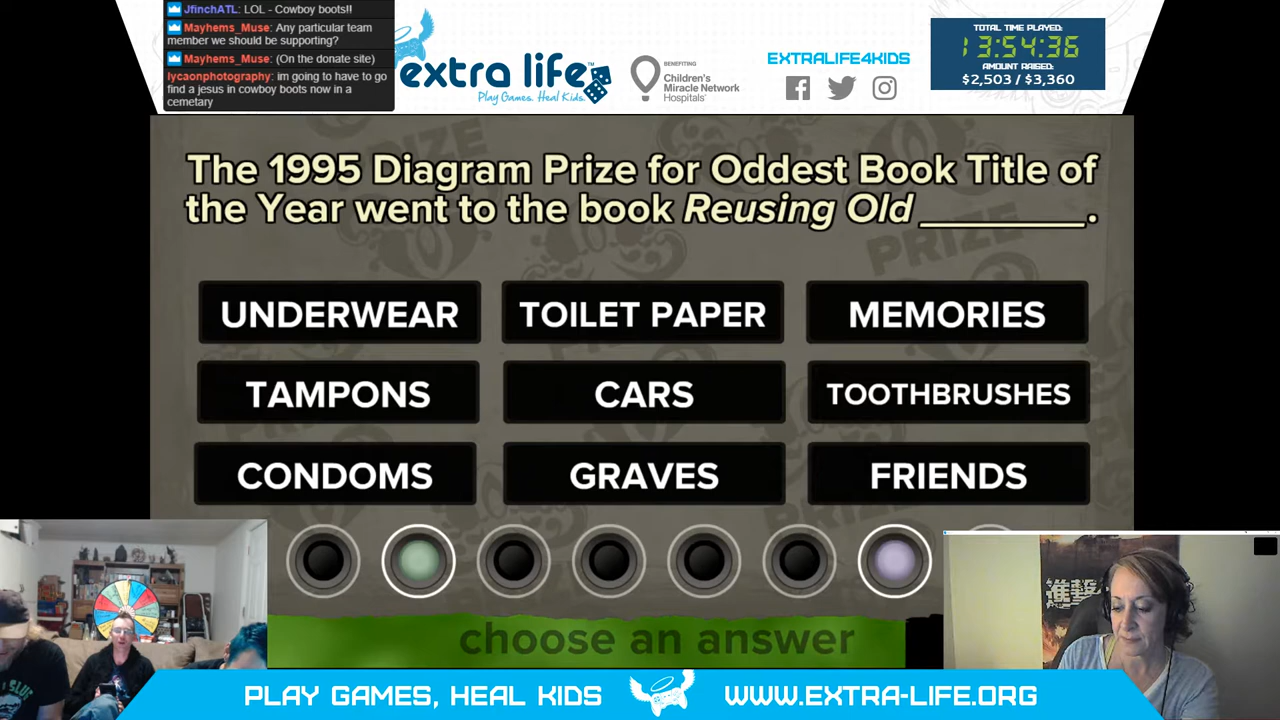 JfinchATL: LOL - Cowboy boots!!
Mayhems_Muse: Any particular team
member we should be supporting?
Mayhems_Muse: (On the donate site)
lycaonphotography: im going to have to go
find a jesus in cowboy boots now in a
cemetary
extra life
Play Games. Heal Kids.
BENEFITING
Children's
Miracle Network
Hospitals
EXTRALIFE4KIDS
TOTAL TIME PLAYED:
13:54:36
AMOUNT RAISED:
$2,503 / $3,360
The 1995 Diagram Prize for Oddest Book Title of
the Year went to the book Reusing Old ________.
UNDERWEAR
TOILET PAPER
MEMORIES
TAMPONS
CARS
TOOTHBRUSHES
CONDOMS
GRAVES
FRIENDS
choose an answer
進撃
PLAY GAMES, HEAL KIDS
WWW.EXTRA-LIFE.ORG